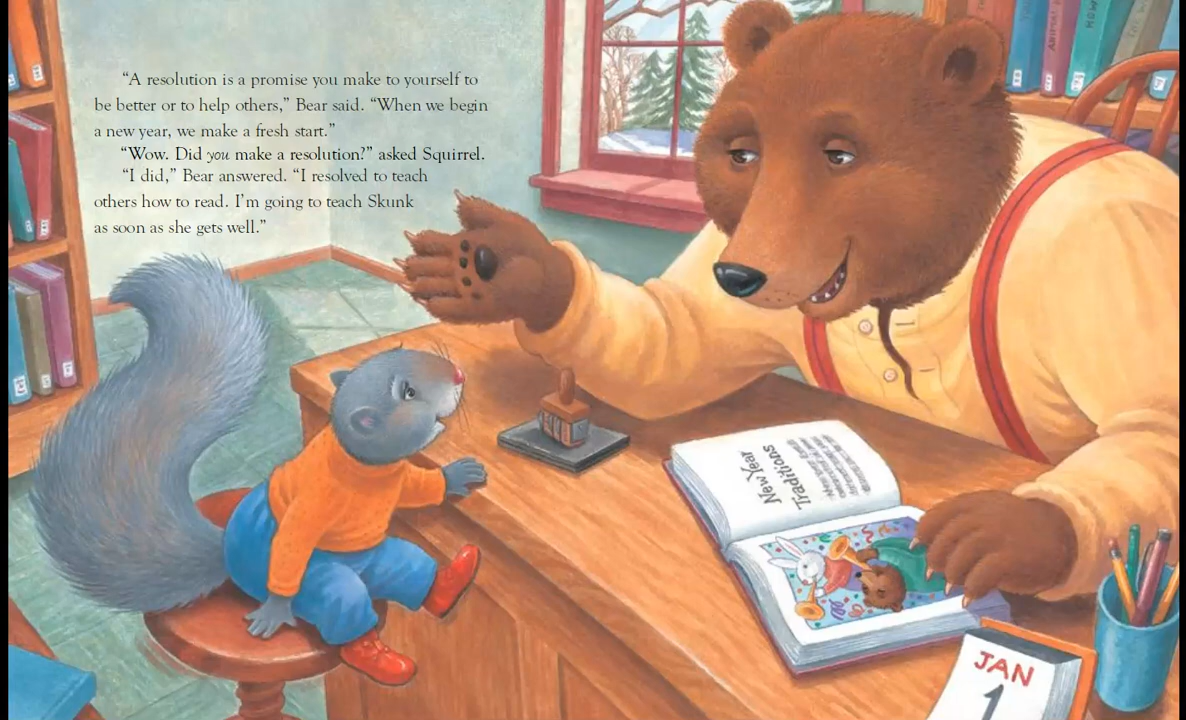 “A resolution is a promise you make to yourself to
be better or to help others,” Bear said. “When we begin
a new year, we make a fresh start.”
“Wow. Did you make a resolution?” asked Squirrel.
“I did,” Bear answered. “I resolved to teach
others how to read. I’m going to teach Skunk
as soon as she gets well.”
New Year
Traditions
JAN
1